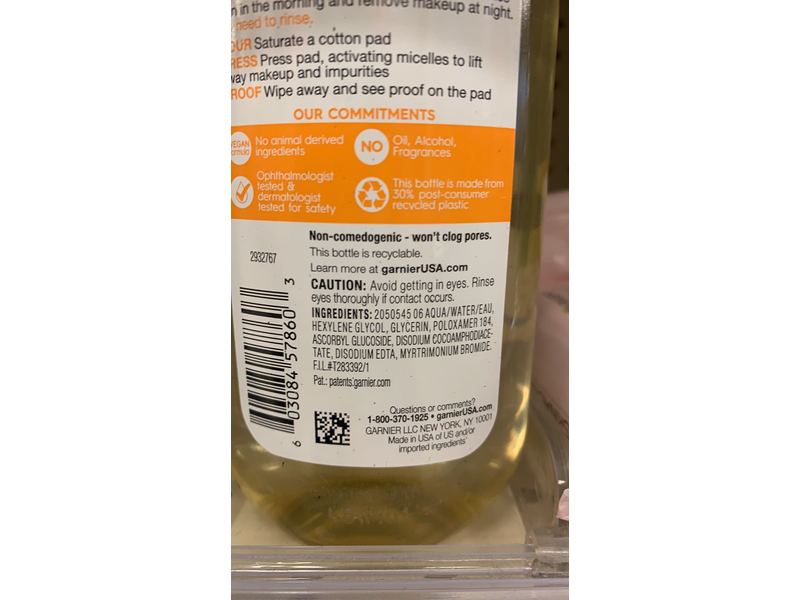 in the morning and remove makeup at night.
need to rinse.
OUR Saturate a cotton pad
RESS Press pad, activating micelles to lift
way makeup and impurities
ROOF Wipe away and see proof on the pad
OUR COMMITMENTS
VEGAN
No animal derived
ingredients
NO
Oil, Alcohol,
Fragrances
Ophthalmologist
tested &
dermatologist
tested for safety
This bottle is made from
30% post-consumer
recycled plastic
Non-comedogenic - won't clog pores.
This bottle is recyclable.
Learn more at garnierUSA.com
CAUTION: Avoid getting in eyes. Rinse
eyes thoroughly if contact occurs.
INGREDIENTS: 2050545 06 AQUA/WATER/EAU,
HEXYLENE GLYCOL, GLYCERIN, POLOXAMER 184,
ASCORBYL GLUCOSIDE, DISODIUM COCOAMPHODIACE-
TATE, DISODIUM EDTA, MYRTRIMONIUM BROMIDE.
F.I.L.#T283392/1
Pat.: patents.garnier.com
2932767
6 03084 57860 3
Questions or comments?
1-800-370-1925 • garnierUSA.com
GARNIER LLC NEW YORK, NY 10001
Made in USA of US and/or
imported ingredients